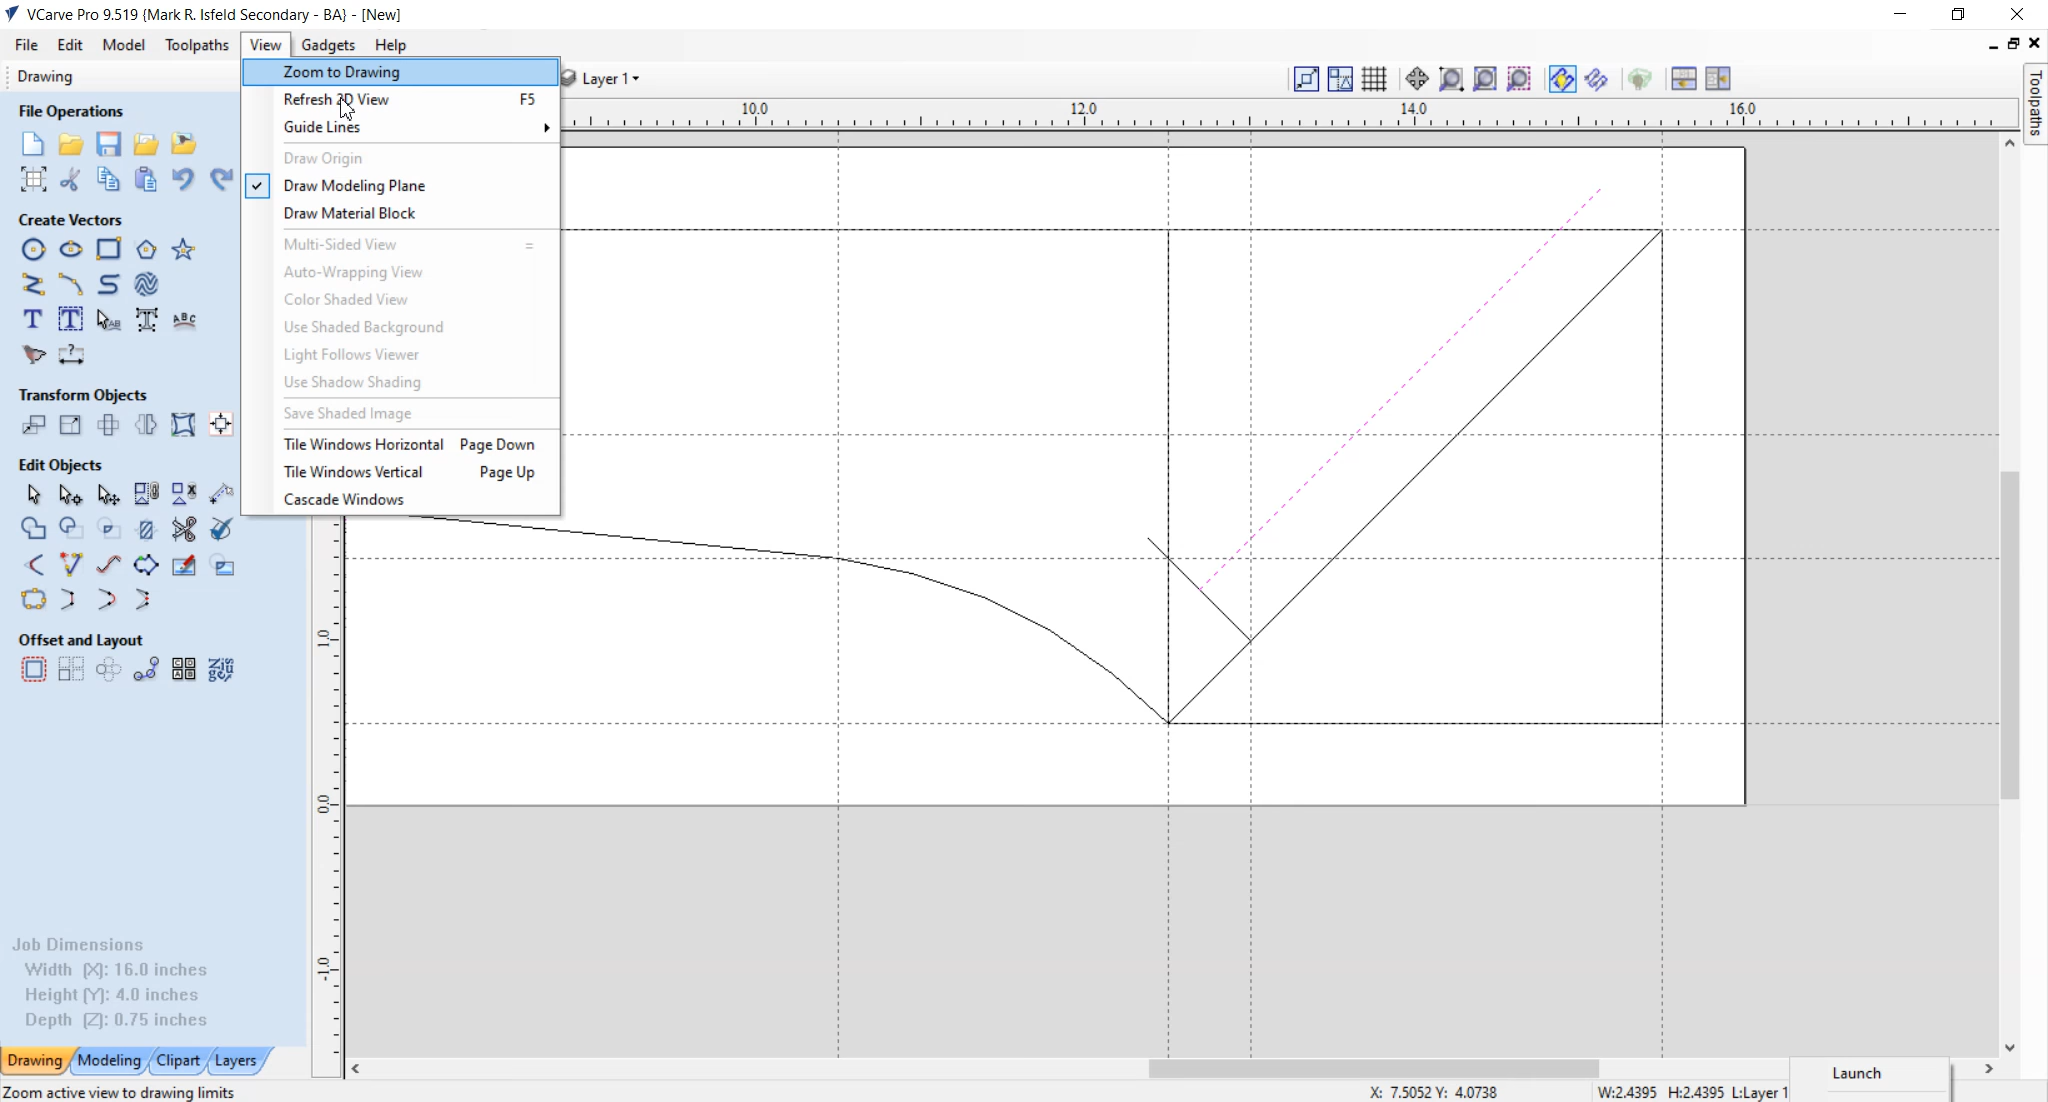 VCarve Pro 9.519 {Mark R. Isfeld Secondary - BA} - [New]
File Edit Model Toolpaths View Gadgets Help
Drawing
Layer 1
Zoom to Drawing
Refresh 2D View F5
Guide Lines
Draw Origin
Draw Modeling Plane
Draw Material Block
Multi-Sided View =
Auto-Wrapping View
Color Shaded View
Use Shaded Background
Light Follows Viewer
Use Shadow Shading
Save Shaded Image
Tile Windows Horizontal Page Down
Tile Windows Vertical Page Up
Cascade Windows
File Operations
Create Vectors
Transform Objects
Edit Objects
Offset and Layout
10.0 12.0 14.0 16.0
Toolpaths
1.0
0.0
-1.0
Job Dimensions
Width (X): 16.0 inches
Height (Y): 4.0 inches
Depth (Z): 0.75 inches
Drawing Modeling Clipart Layers
Launch
Zoom active view to drawing limits
X: 7.5052 Y: 4.0738
W:2.4395 H:2.4395 L:Layer 1